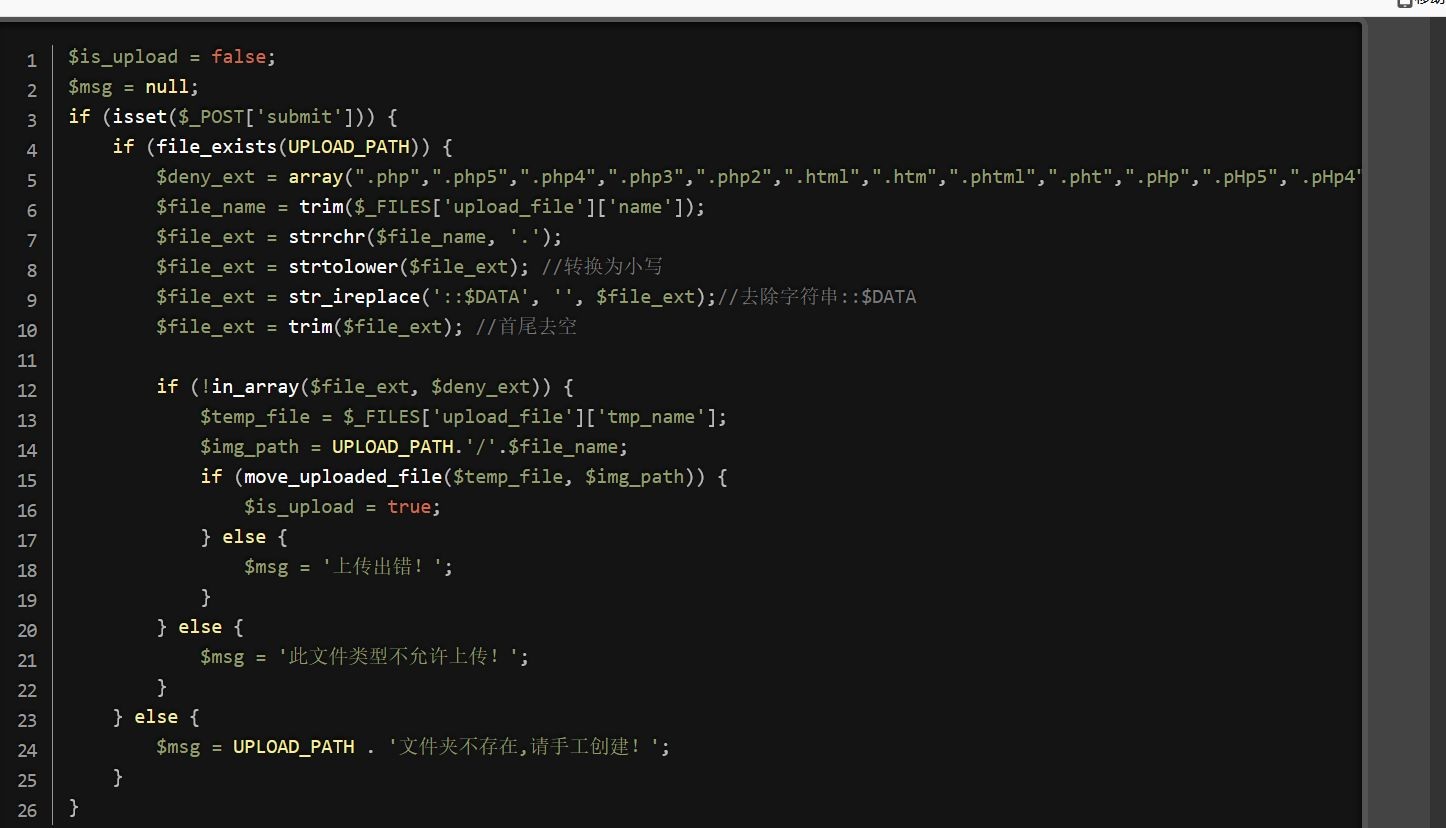 1 $is_upload = false;
2 $msg = null;
3 if (isset($_POST['submit'])) {
4     if (file_exists(UPLOAD_PATH)) {
5         $deny_ext = array(".php",".php5",".php4",".php3",".php2",".html",".htm",".phtml",".pht",".pHp",".pHp5",".pHp4"
6         $file_name = trim($_FILES['upload_file']['name']);
7         $file_ext = strrchr($file_name, '.');
8         $file_ext = strtolower($file_ext); //转换为小写
9         $file_ext = str_ireplace('::$DATA', '', $file_ext);//去除字符串::$DATA
10         $file_ext = trim($file_ext); //首尾去空
11
12         if (!in_array($file_ext, $deny_ext)) {
13             $temp_file = $_FILES['upload_file']['tmp_name'];
14             $img_path = UPLOAD_PATH.'/'.$file_name;
15             if (move_uploaded_file($temp_file, $img_path)) {
16                 $is_upload = true;
17             } else {
18                 $msg = '上传出错！';
19             }
20         } else {
21             $msg = '此文件类型不允许上传！';
22         }
23     } else {
24         $msg = UPLOAD_PATH . '文件夹不存在,请手工创建！';
25     }
26 }